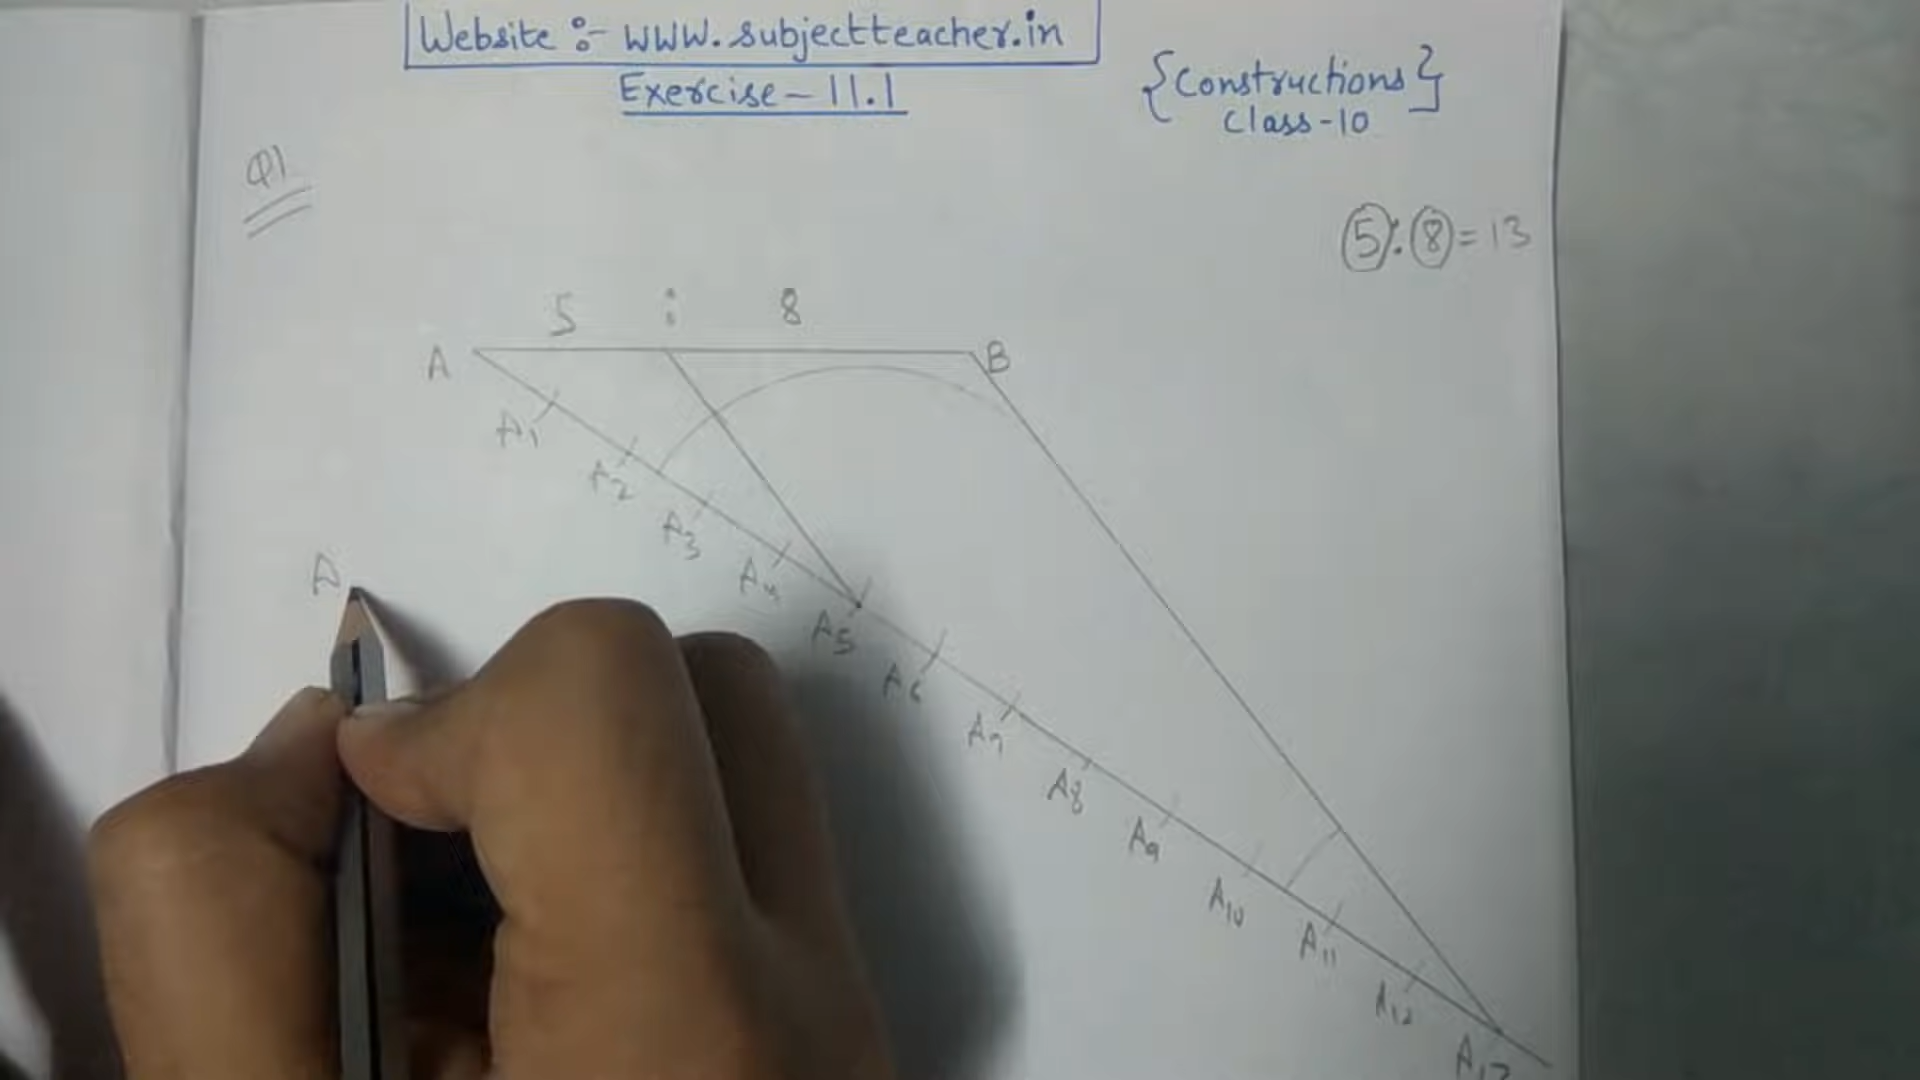 Website :- www.subjectteacher.in
Exercise - 11.1
{Constructions}
Class-10
Q1
5 : 8 = 13
5 : 8
A
B
A1
A2
A3
A4
A5
A6
A7
A8
A9
A10
A11
A12
A13
A